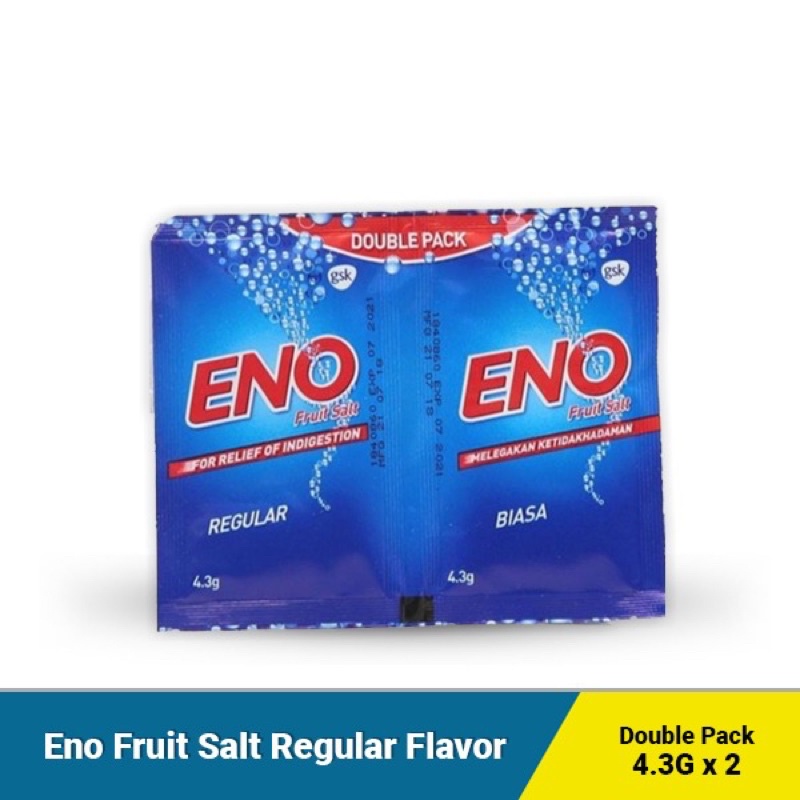 DOUBLE PACK
gsk
gsk
ENO
Fruit Salt
FOR RELIEF OF INDIGESTION
REGULAR
4.3g
1840860 EXP 07 2021
MFG 21 07 18
ENO
Fruit Salt
MELEGAKAN KETIDAKHADAMAN
BIASA
4.3g
1840860 EXP 07 2021
MFG 21 07 18
Eno Fruit Salt Regular Flavor
Double Pack
4.3G x 2